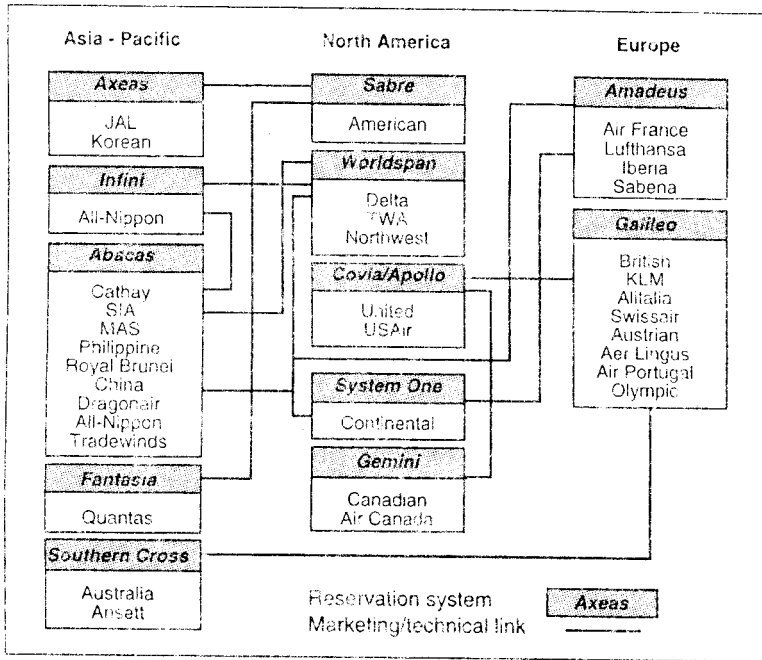 Asia - Pacific
Axeas
JAL
Korean
Infini
All-Nippon
Abacas
Cathay
SIA
MAS
Philippine
Royal Brunei
China
Dragonair
All-Nippon
Tradewinds
Fantasia
Quantas
Southern Cross
Australia
Ansett
North America
Sabre
American
Worldspan
Delta
TWA
Northwest
Covia/Apollo
United
USAir
System One
Continental
Gemini
Canadian
Air Canada
Europe
Amadeus
Air France
Lufthansa
Iberia
Sabena
Galileo
British
KLM
Alitalia
Swissair
Austrian
Aer Lingus
Air Portugal
Olympic
Reservation system Axeas
Marketing/technical link